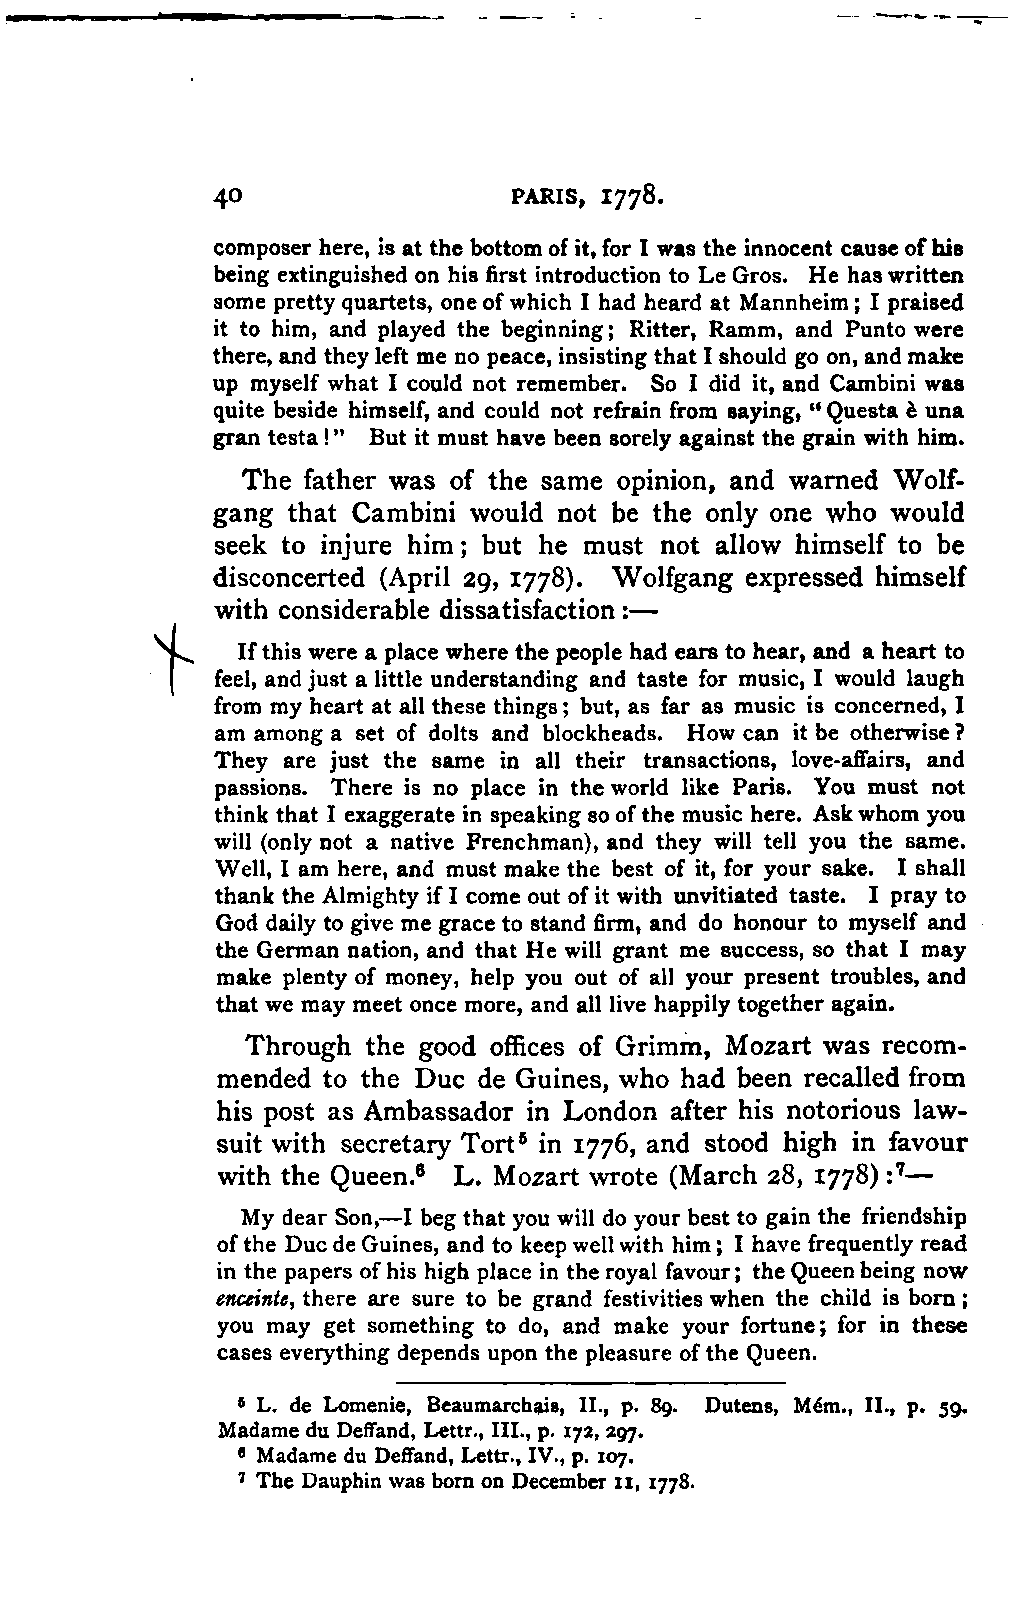 40 PARIS, 1778.
composer here, is at the bottom of it, for I was the innocent cause of his
being extinguished on his first introduction to Le Gros. He has written
some pretty quartets, one of which I had heard at Mannheim; I praised
it to him, and played the beginning; Ritter, Ramm, and Punto were
there, and they left me no peace, insisting that I should go on, and make
up myself what I could not remember. So I did it, and Cambini was
quite beside himself, and could not refrain from saying, "Questa è una
gran testa!" But it must have been sorely against the grain with him.
The father was of the same opinion, and warned Wolf-
gang that Cambini would not be the only one who would
seek to injure him; but he must not allow himself to be
disconcerted (April 29, 1778). Wolfgang expressed himself
with considerable dissatisfaction:—
If this were a place where the people had ears to hear, and a heart to
feel, and just a little understanding and taste for music, I would laugh
from my heart at all these things; but, as far as music is concerned, I
am among a set of dolts and blockheads. How can it be otherwise?
They are just the same in all their transactions, love-affairs, and
passions. There is no place in the world like Paris. You must not
think that I exaggerate in speaking so of the music here. Ask whom you
will (only not a native Frenchman), and they will tell you the same.
Well, I am here, and must make the best of it, for your sake. I shall
thank the Almighty if I come out of it with unvitiated taste. I pray to
God daily to give me grace to stand firm, and do honour to myself and
the German nation, and that He will grant me success, so that I may
make plenty of money, help you out of all your present troubles, and
that we may meet once more, and all live happily together again.
Through the good offices of Grimm, Mozart was recom-
mended to the Duc de Guines, who had been recalled from
his post as Ambassador in London after his notorious law-
suit with secretary Tort⁵ in 1776, and stood high in favour
with the Queen.⁶ L. Mozart wrote (March 28, 1778):⁷—
My dear Son,—I beg that you will do your best to gain the friendship
of the Duc de Guines, and to keep well with him; I have frequently read
in the papers of his high place in the royal favour; the Queen being now
enceinte, there are sure to be grand festivities when the child is born;
you may get something to do, and make your fortune; for in these
cases everything depends upon the pleasure of the Queen.
⁵ L. de Lomenie, Beaumarchais, II., p. 89. Dutens, Mém., II., p. 59.
Madame du Deffand, Lettr., III., p. 172, 297.
⁶ Madame du Deffand, Lettr., IV., p. 107.
⁷ The Dauphin was born on December 11, 1778.